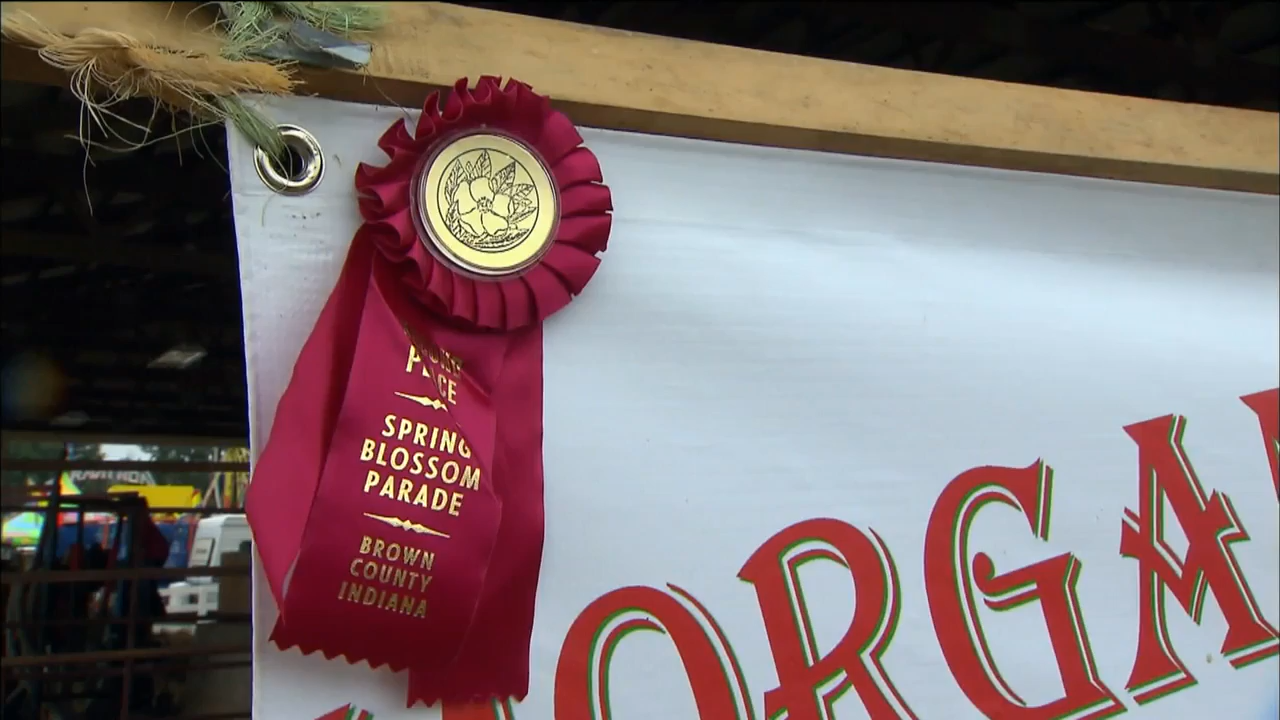 PLACE
SPRING
BLOSSOM
PARADE
BROWN
COUNTY
INDIANA
ORGA